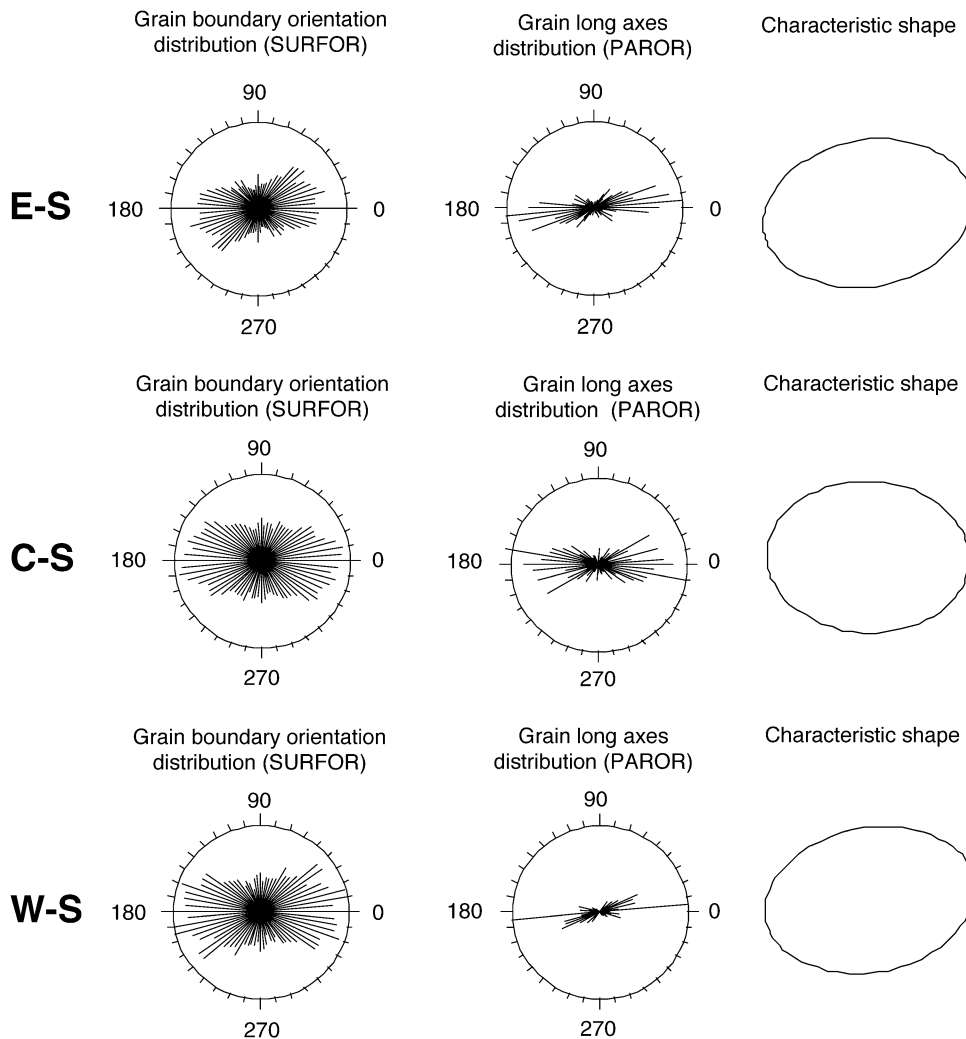 Grain boundary orientation
distribution (SURFOR)
Grain long axes
distribution (PAROR)
Characteristic shape
90
90
E-S
180
0
180
0
270
270
Grain boundary orientation
distribution (SURFOR)
Grain long axes
distribution (PAROR)
Characteristic shape
90
90
C-S
180
0
180
0
270
270
Grain boundary orientation
distribution (SURFOR)
Grain long axes
distribution (PAROR)
Characteristic shape
90
90
W-S
180
0
180
0
270
270